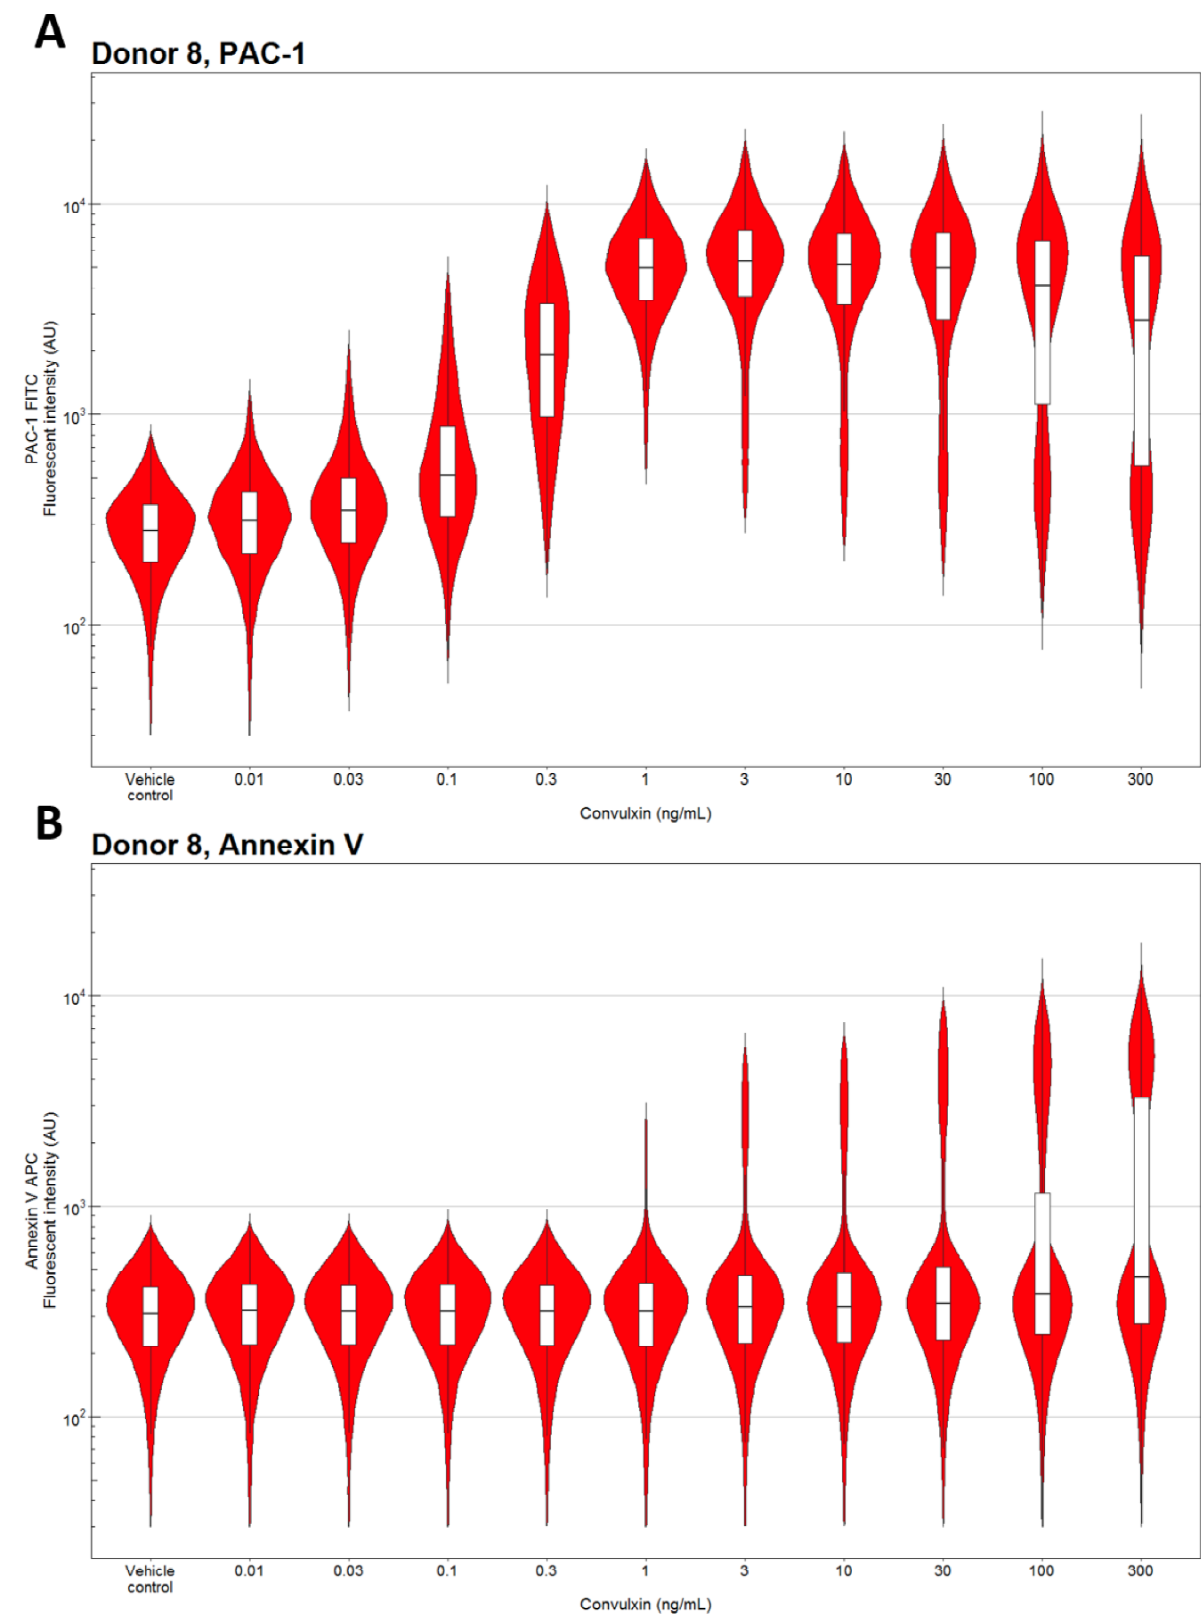 A
Donor 8, PAC-1
PAC-1 FITC
Fluorescent intensity (AU)
10⁴
10³
10²
Vehicle control 0.01 0.03 0.1 0.3 1 3 10 30 100 300
Convulxin (ng/mL)
B
Donor 8, Annexin V
Annexin V APC
Fluorescent intensity (AU)
10⁴
10³
10²
Vehicle control 0.01 0.03 0.1 0.3 1 3 10 30 100 300
Convulxin (ng/mL)